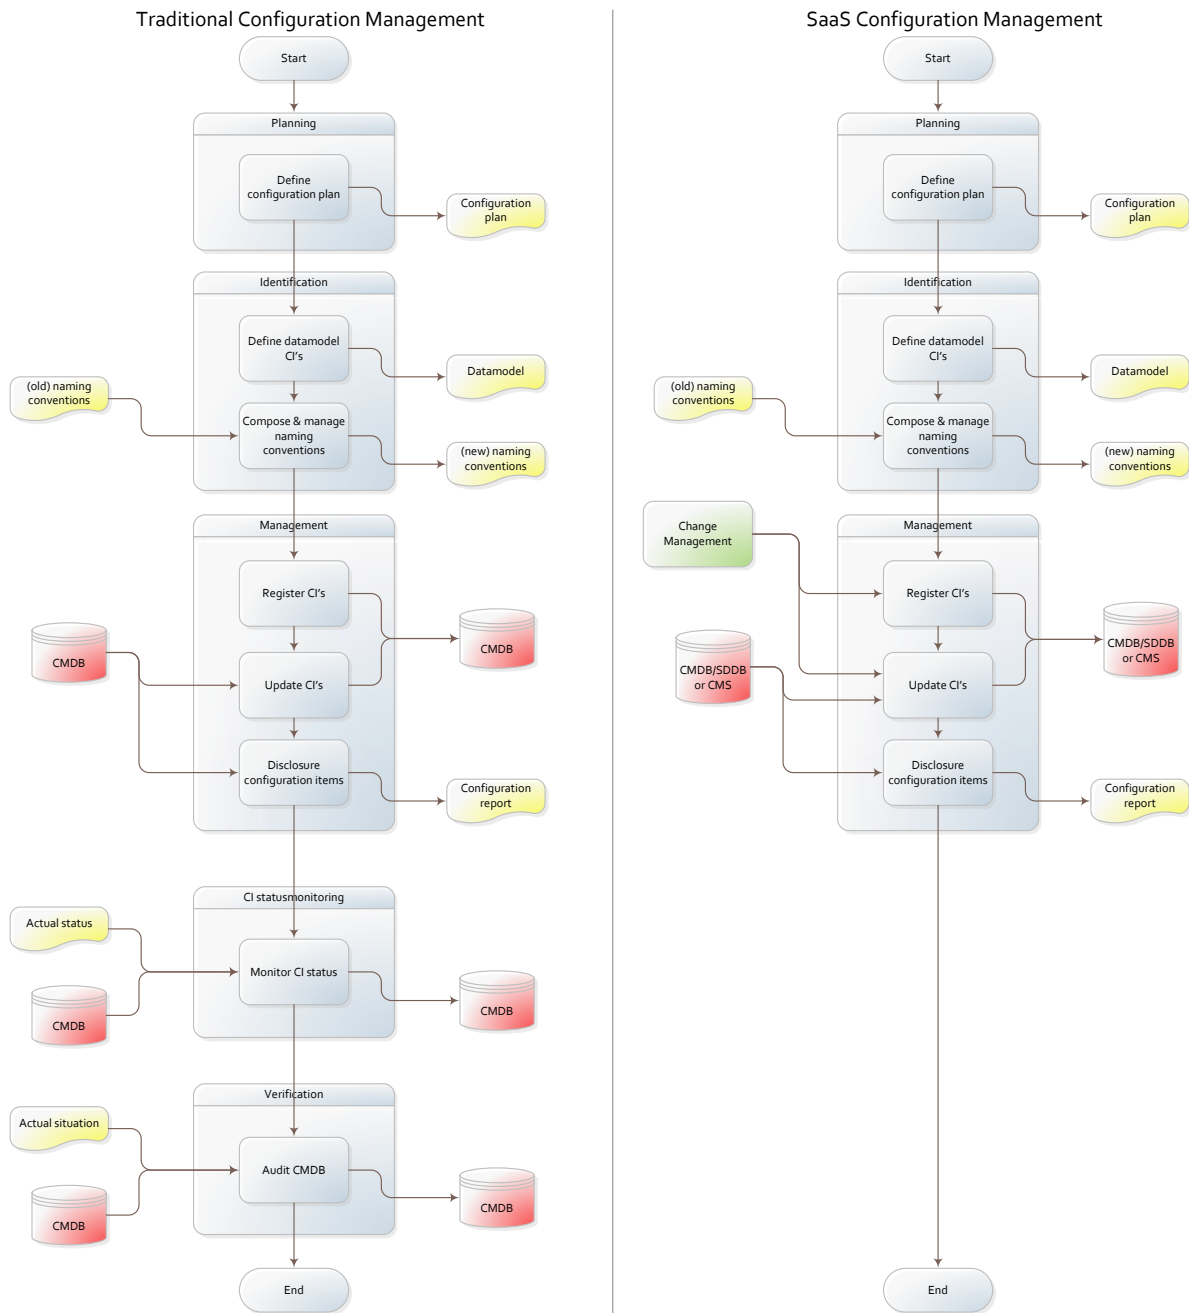 Traditional Configuration Management
Start
Planning
Define
configuration plan
Configuration
plan
Identification
Define datamodel
CI's
Datamodel
(old) naming
conventions
Compose & manage
naming
conventions
(new) naming
conventions
Management
Register CI's
CMDB
CMDB
Update CI's
Disclosure
configuration items
Configuration
report
CI statusmonitoring
Actual status
Monitor CI status
CMDB
CMDB
Verification
Actual situation
Audit CMDB
CMDB
CMDB
End
SaaS Configuration Management
Start
Planning
Define
configuration plan
Configuration
plan
Identification
Define datamodel
CI's
Datamodel
(old) naming
conventions
Compose & manage
naming
conventions
(new) naming
conventions
Change
Management
Management
Register CI's
CMDB/SDDB
or CMS
CMDB/SDDB
or CMS
Update CI's
Disclosure
configuration items
Configuration
report
End